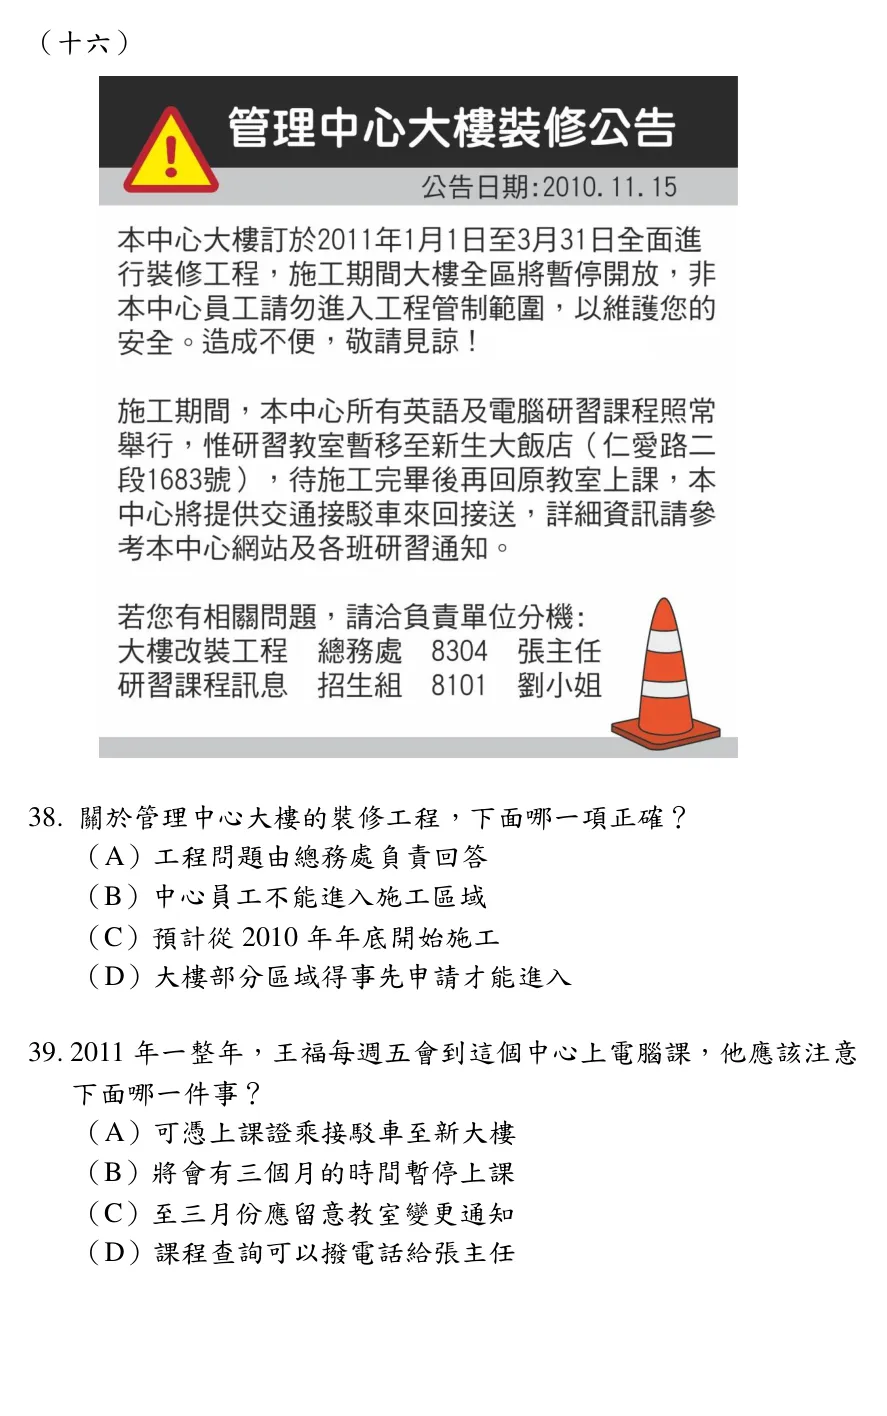 （十六）
管理中心大樓裝修公告
公告日期:2010.11.15
本中心大樓訂於2011年1月1日至3月31日全面進
行裝修工程，施工期間大樓全區將暫停開放，非
本中心員工請勿進入工程管制範圍，以維護您的
安全。造成不便，敬請見諒！
施工期間，本中心所有英語及電腦研習課程照常
舉行，惟研習教室暫移至新生大飯店（仁愛路二
段1683號），待施工完畢後再回原教室上課，本
中心將提供交通接駁車來回接送，詳細資訊請參
考本中心網站及各班研習通知。
若您有相關問題，請洽負責單位分機:
大樓改裝工程　總務處　8304　張主任
研習課程訊息　招生組　8101　劉小姐
38. 關於管理中心大樓的裝修工程，下面哪一項正確？
（A）工程問題由總務處負責回答
（B）中心員工不能進入施工區域
（C）預計從 2010 年年底開始施工
（D）大樓部分區域得事先申請才能進入
39. 2011 年一整年，王福每週五會到這個中心上電腦課，他應該注意
下面哪一件事？
（A）可憑上課證乘接駁車至新大樓
（B）將會有三個月的時間暫停上課
（C）至三月份應留意教室變更通知
（D）課程查詢可以撥電話給張主任